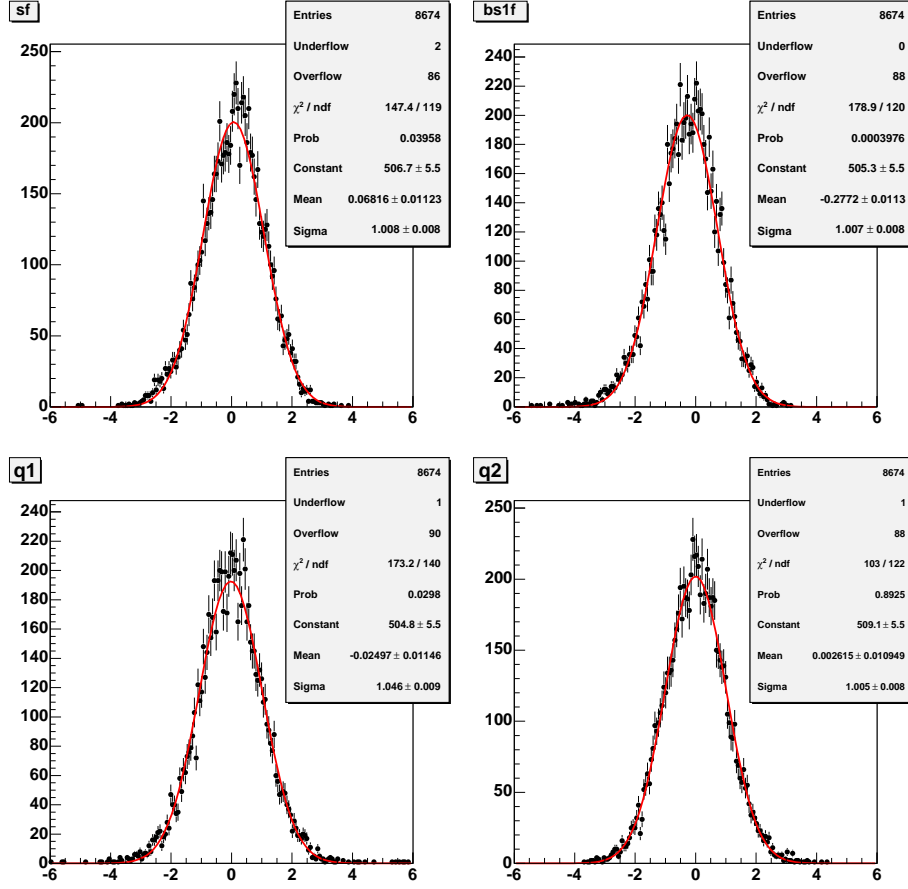 sf
Entries 8674
Underflow 2
Overflow 86
χ² / ndf 147.4 / 119
Prob 0.03958
Constant 506.7 ± 5.5
Mean 0.06816 ± 0.01123
Sigma 1.008 ± 0.008
250
200
150
100
50
0
-6 -4 -2 0 2 4 6
bs1f
Entries 8674
Underflow 0
Overflow 88
χ² / ndf 178.9 / 120
Prob 0.0003976
Constant 505.3 ± 5.5
Mean -0.2772 ± 0.0113
Sigma 1.007 ± 0.008
240
220
200
180
160
140
120
100
80
60
40
20
0
-6 -4 -2 0 2 4 6
q1
Entries 8674
Underflow 1
Overflow 90
χ² / ndf 173.2 / 140
Prob 0.0298
Constant 504.8 ± 5.5
Mean -0.02497 ± 0.01146
Sigma 1.046 ± 0.009
240
220
200
180
160
140
120
100
80
60
40
20
0
-6 -4 -2 0 2 4 6
q2
Entries 8674
Underflow 1
Overflow 88
χ² / ndf 103 / 122
Prob 0.8925
Constant 509.1 ± 5.5
Mean 0.002615 ± 0.010949
Sigma 1.005 ± 0.008
250
200
150
100
50
0
-6 -4 -2 0 2 4 6